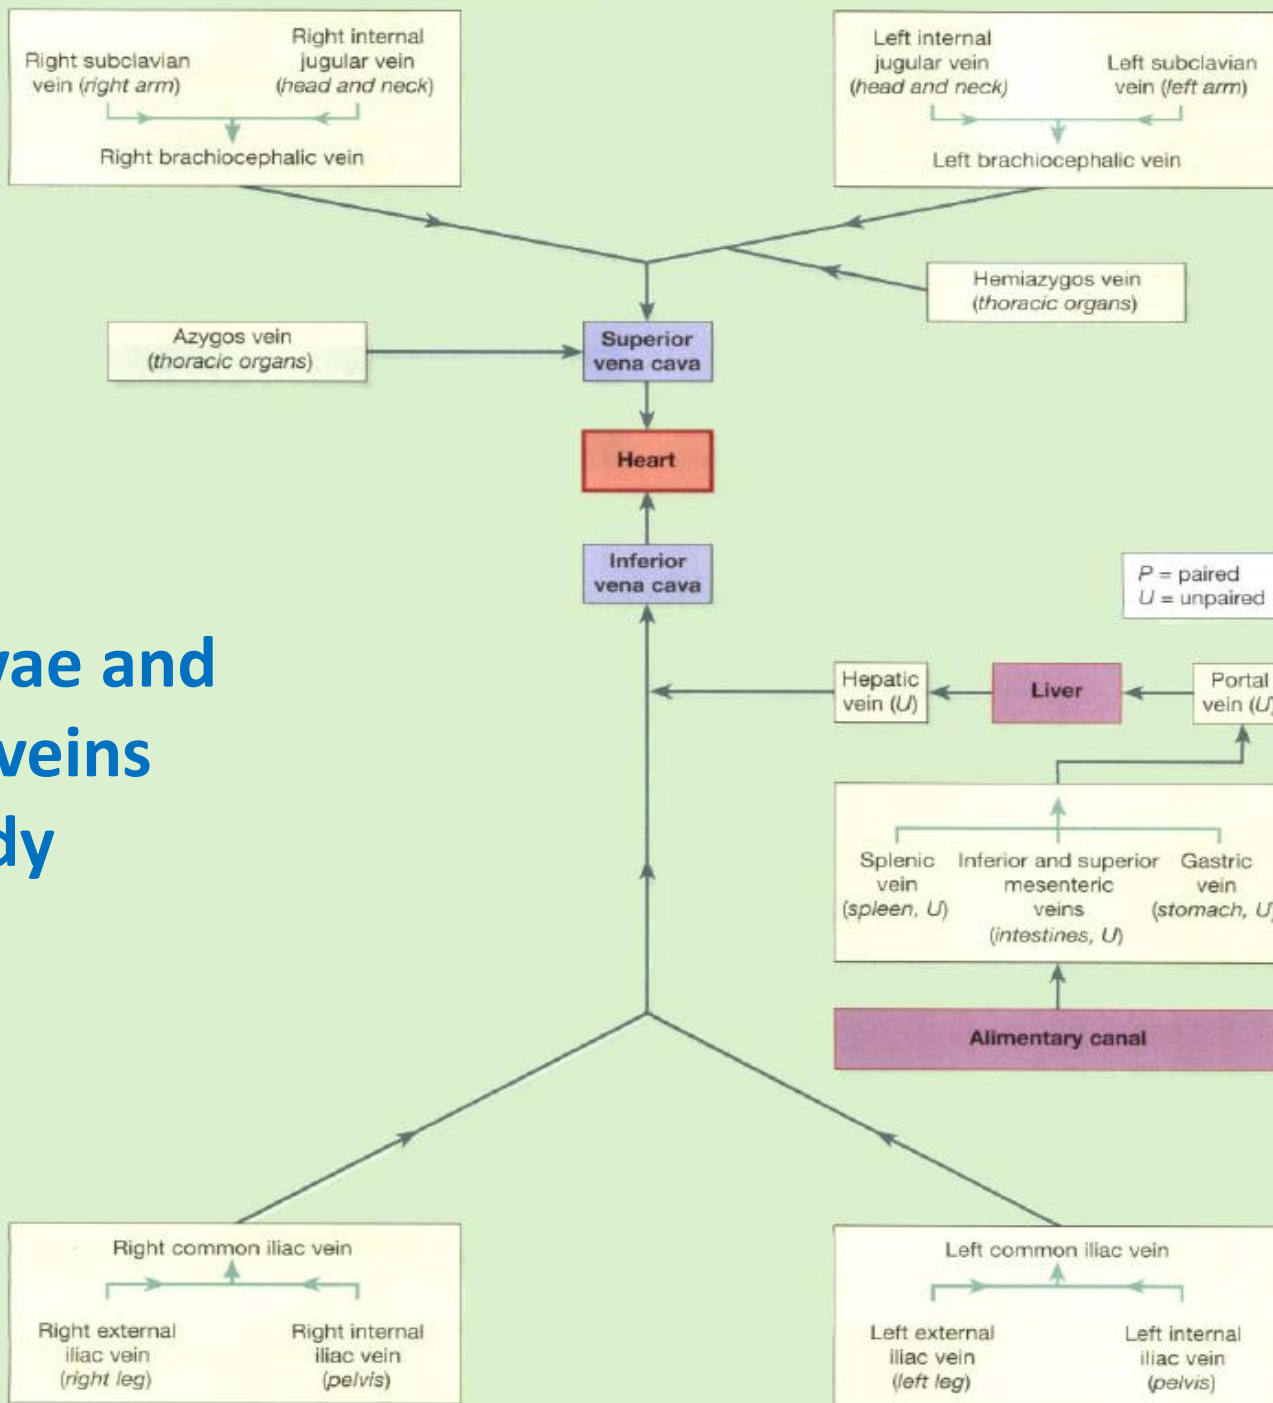 Right subclavian
vein (right arm)
Right internal
jugular vein
(head and neck)
Right brachiocephalic vein
Left internal
jugular vein
(head and neck)
Left subclavian
vein (left arm)
Left brachiocephalic vein
Hemiazygos vein
(thoracic organs)
Azygos vein
(thoracic organs)
Superior
vena cava
Heart
Inferior
vena cava
P = paired
U = unpaired
vae and
veins
dy
Hepatic
vein (U)
Liver
Portal
vein (U)
Splenic
vein
(spleen, U)
Inferior and superior
mesenteric
veins
(intestines, U)
Gastric
vein
(stomach, U)
Alimentary canal
Right common iliac vein
Right external
iliac vein
(right leg)
Right internal
iliac vein
(pelvis)
Left common iliac vein
Left external
iliac vein
(left leg)
Left internal
iliac vein
(pelvis)